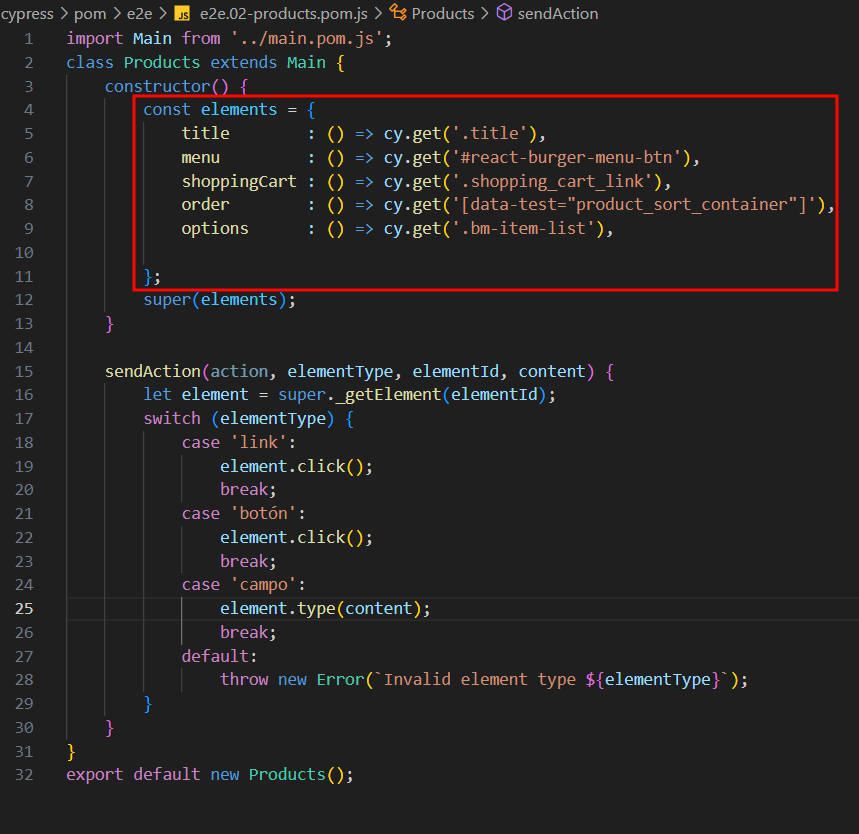 cypress > pom > e2e > JS e2e.02-products.pom.js > Products > sendAction
1 import Main from '../main.pom.js';
2 class Products extends Main {
3 constructor() {
4 const elements = {
5 title : () => cy.get('.title'),
6 menu : () => cy.get('#react-burger-menu-btn'),
7 shoppingCart : () => cy.get('.shopping_cart_link'),
8 order : () => cy.get('[data-test="product_sort_container"]'),
9 options : () => cy.get('.bm-item-list'),
10
11 };
12 super(elements);
13 }
14
15 sendAction(action, elementType, elementId, content) {
16 let element = super._getElement(elementId);
17 switch (elementType) {
18 case 'link':
19 element.click();
20 break;
21 case 'botón':
22 element.click();
23 break;
24 case 'campo':
25 element.type(content);
26 break;
27 default:
28 throw new Error(`Invalid element type ${elementType}`);
29 }
30 }
31 }
32 export default new Products();